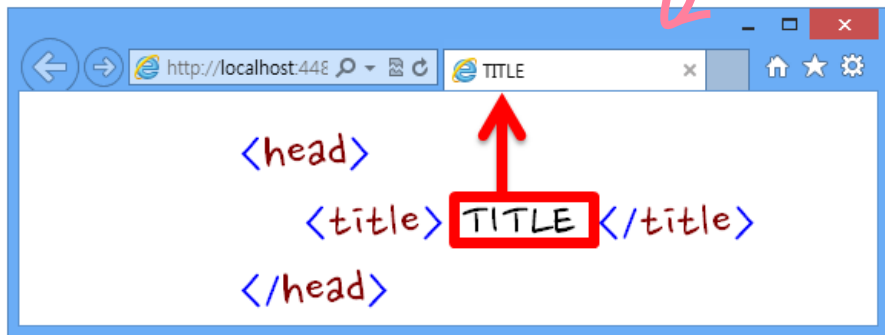 http://localhost:448 TITLE
<head>
<title> TITLE </title>
</head>